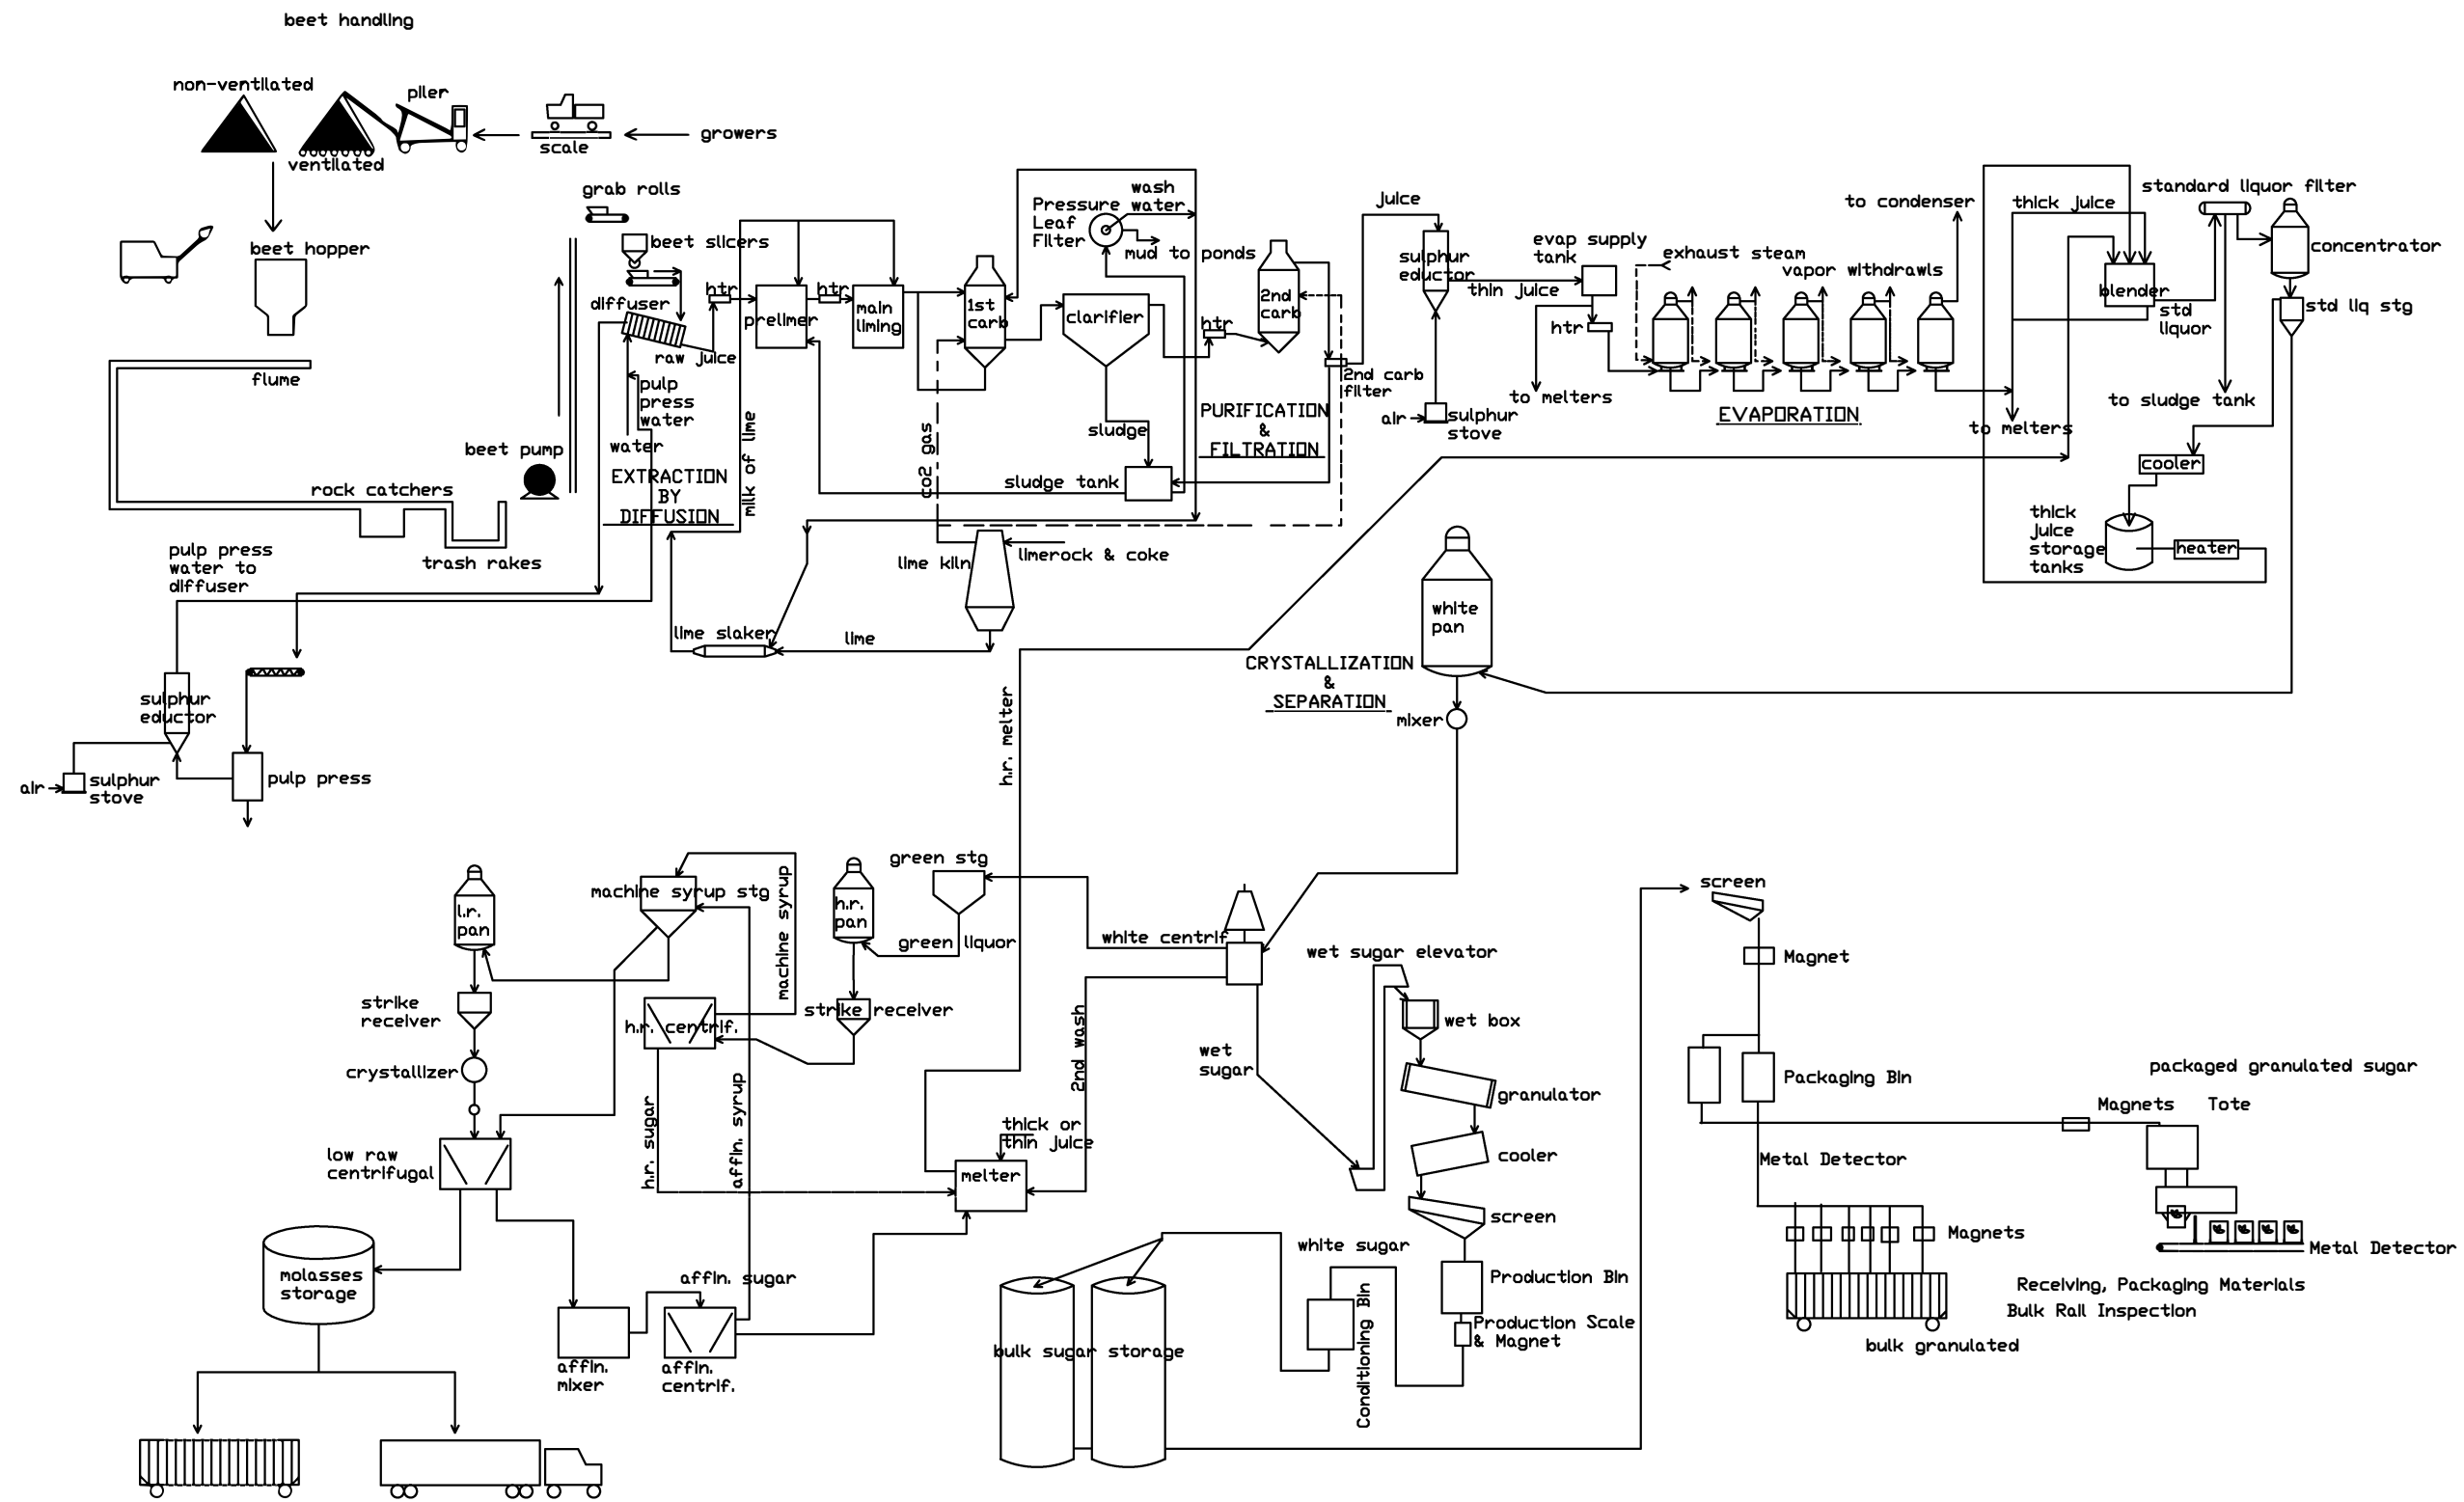 beet handling
non-ventilated
ventilated
piler
scale
growers
beet hopper
flume
rock catchers
trash rakes
beet pump
grab rolls
beet slicers
diffuser
htr
raw juice
pulp
press
water
water
EXTRACTION
BY
DIFFUSION
milk of lime
prelimer
htr
main
liming
1st
carb
co2 gas
Pressure
Leaf
Filter
wash
water
mud to ponds
clarifier
sludge
sludge tank
htr
2nd
carb
2nd carb
filter
PURIFICATION
&
FILTRATION
lime kiln
limerock & coke
lime
lime slaker
juice
sulphur
eductor
thin juice
air
sulphur
stove
evap supply
tank
htr
to melters
exhaust steam
vapor withdrawls
to condenser
EVAPORATION
thick juice
to melters
blender
std
liquor
standard liquor filter
concentrator
std liq stg
to sludge tank
cooler
thick
juice
storage
tanks
heater
pulp press
water to
diffuser
sulphur
eductor
air
sulphur
stove
pulp press
white
pan
CRYSTALLIZATION
&
SEPARATION
mixer
h.r. melter
l.r.
pan
strike
receiver
crystallizer
low raw
centrifugal
molasses
storage
machine syrup stg
machine syrup
h.r. centrif.
h.r. sugar
affin. syrup
affin. sugar
affin.
mixer
affin.
centrif.
h.r.
pan
strike receiver
green stg
green liquor
white centrif
2nd wash
thick or
thin juice
melter
wet
sugar
wet sugar elevator
wet box
granulator
cooler
screen
Production Bin
Production Scale
& Magnet
white sugar
Conditioning Bin
bulk sugar storage
screen
Magnet
Packaging Bin
Metal Detector
Magnets
bulk granulated
packaged granulated sugar
Magnets
Tote
Metal Detector
Receiving, Packaging Materials
Bulk Rail Inspection